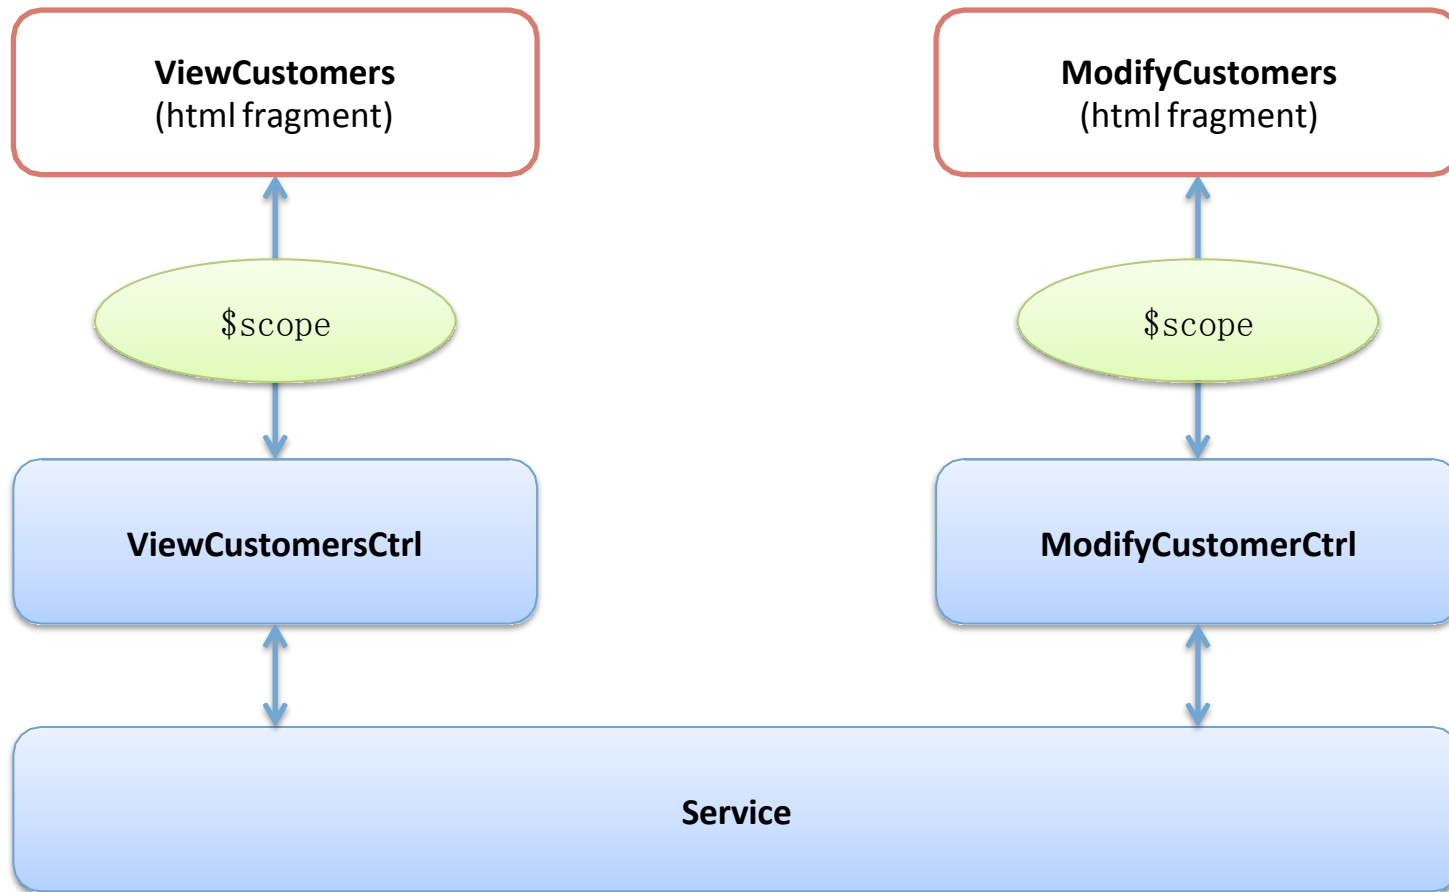 ViewCustomers
(html fragment)
ModifyCustomers
(html fragment)
$scope
$scope
ViewCustomersCtrl
ModifyCustomerCtrl
Service